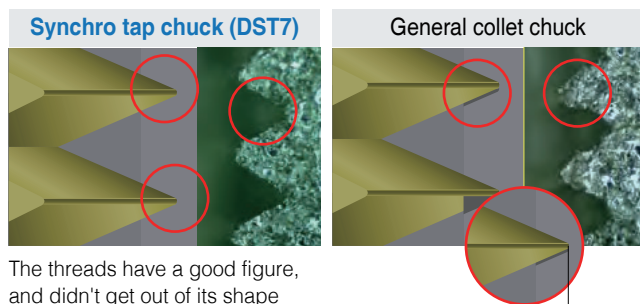 Synchro tap chuck (DST7)
General collet chuck
The threads have a good figure,
and didn't get out of its shape